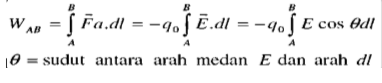 W_AB = ∫_A^B F̄a.dl = −q₀ ∫_A^B Ē.dl = −q₀ ∫_A^B E cos θdl
θ = sudut antara arah medan E dan arah dl